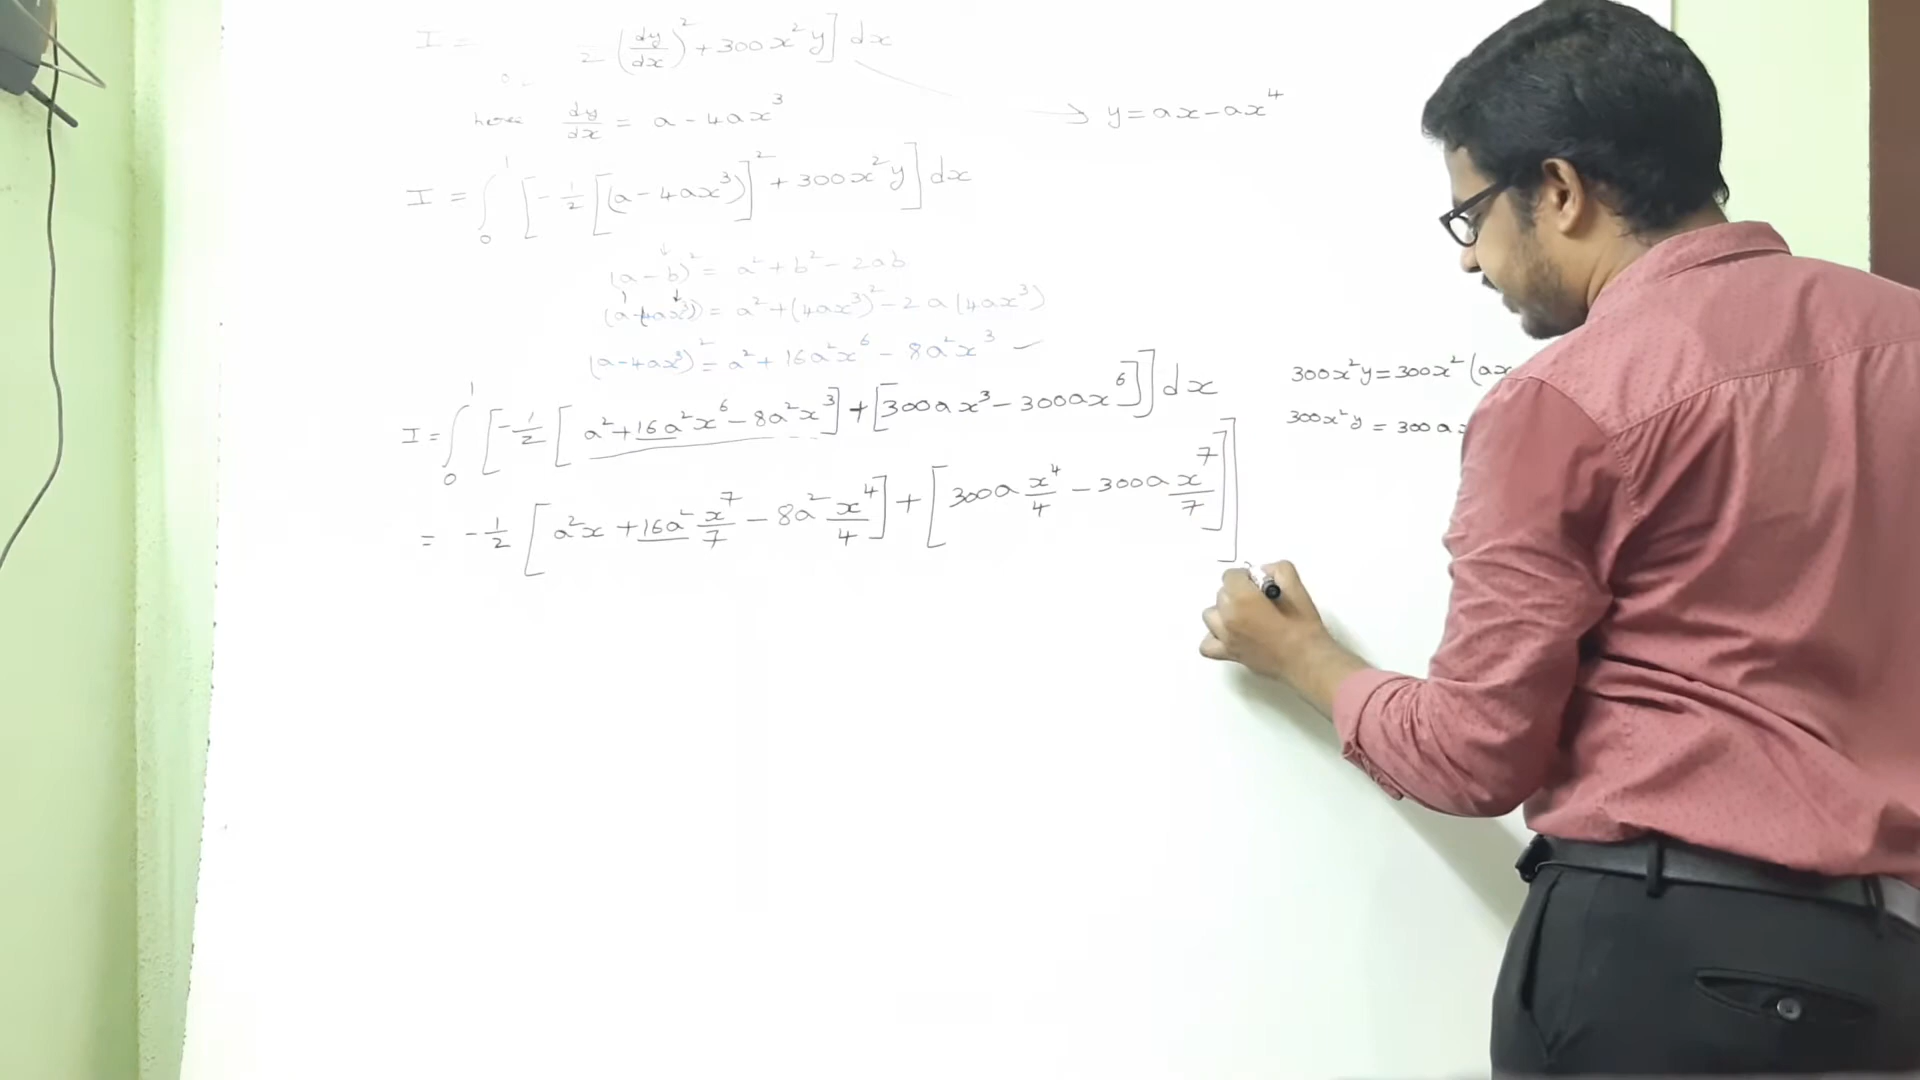 I = 2 (dy/dx)² + 300x²y] dx
here dy/dx = a - 4ax³
→ y = ax - ax⁴
I = ∫₀¹ [-1/2 [(a - 4ax³)]² + 300x²y] dx
(a - b)² = a² + b² - 2ab
(a - 4ax³) = a² + (4ax³)² - 2a(4ax³)
(a - 4ax³)² = a² + 16a²x⁶ - 8a²x³
I = ∫₀¹ [-1/2 [a² + 16a²x⁶ - 8a²x³] + [300ax³ - 300ax⁶]] dx
300x²y = 300x² (ax
300x²y = 300a
= -1/2 [a²x + 16a² x⁷/7 - 8a² x⁴/4] + [300a x⁴/4 - 300a x⁷/7]]